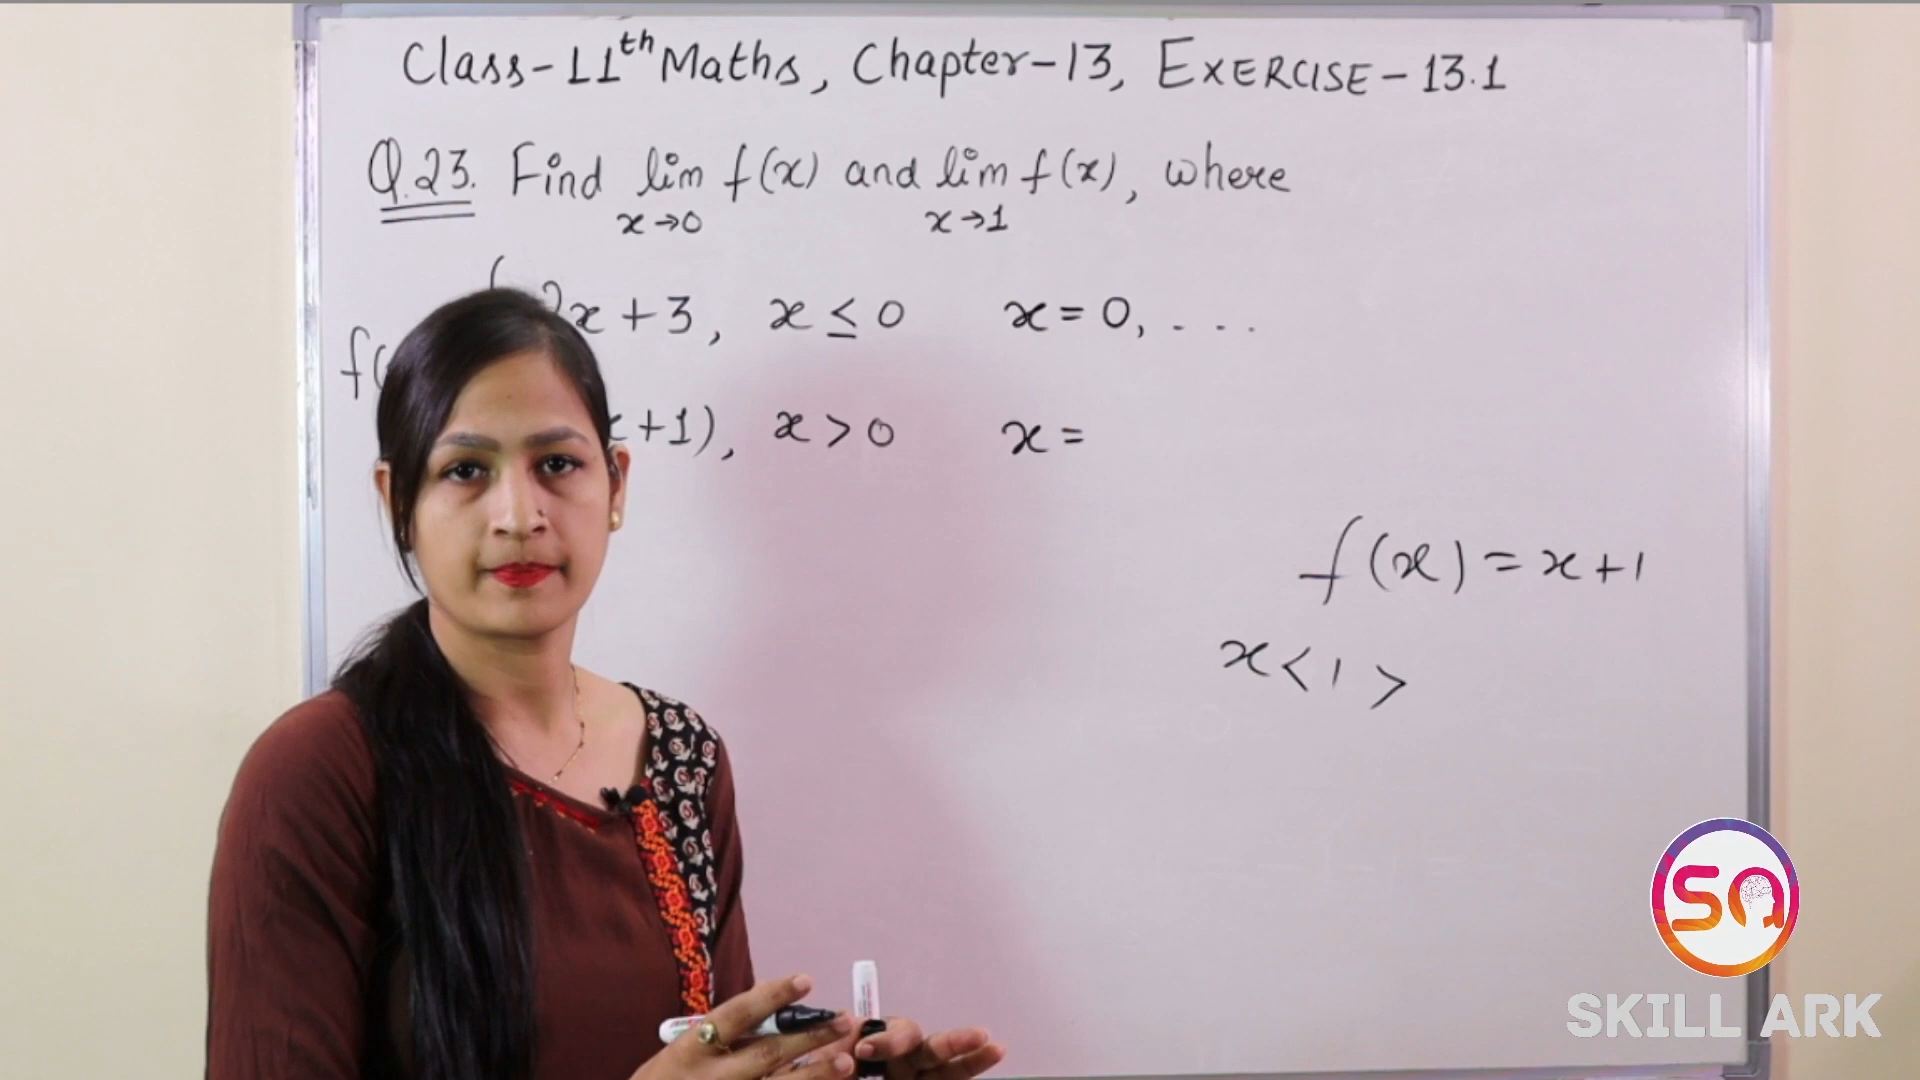 Class-11th Maths, Chapter-13, EXERCISE-13.1
Q.23. Find lim f(x) and lim f(x), where
x→0 x→1
2x+3, x≤0 x=0, ...
f(
x+1), x>0 x=
f(x)=x+1
x<1>
SA
SKILL ARK